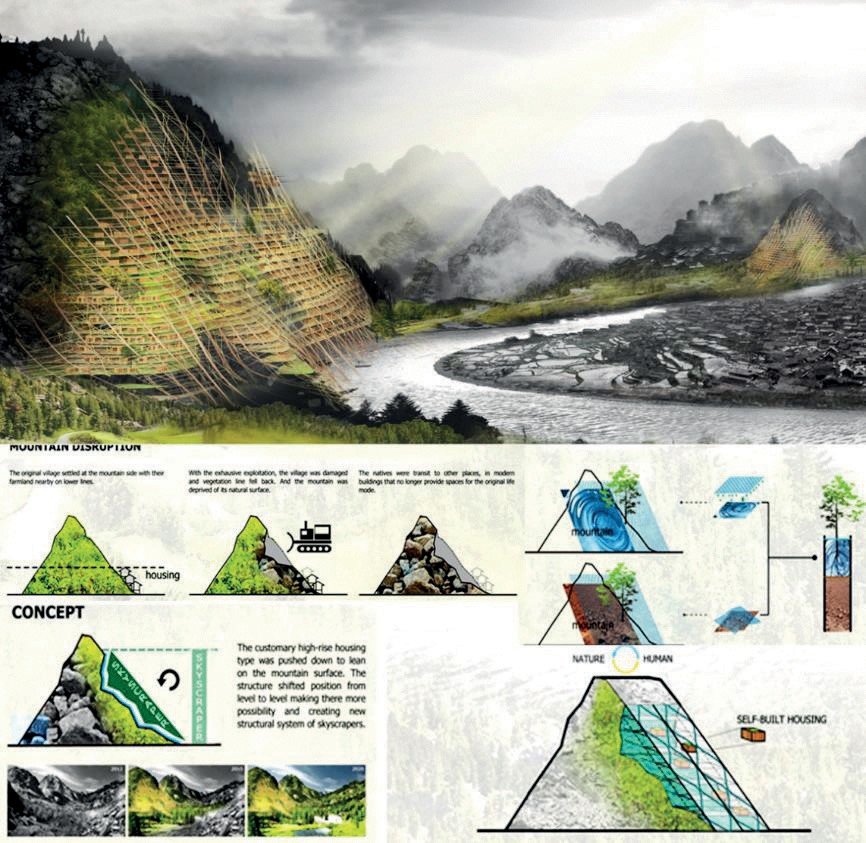 MOUNTAIN DISRUPTION
The original village settled at the mountain side with their
farmland nearby on lower lines.
With the exhaustive exploitation, the village was damaged
and vegetation line fell back. And the mountain was
deprived of its natural surface.
The natives were transit to other places, in modern
buildings that no longer provide spaces for the original life
mode.
housing
mountain
mountain
CONCEPT
SKYSCRAPER
SKYSCRAPER
The customary high-rise housing
type was pushed down to lean
on the mountain surface. The
structure shifted position from
level to level making there more
possibility and creating new
structural system of skyscrapers.
NATURE
HUMAN
SELF-BUILT HOUSING
2012